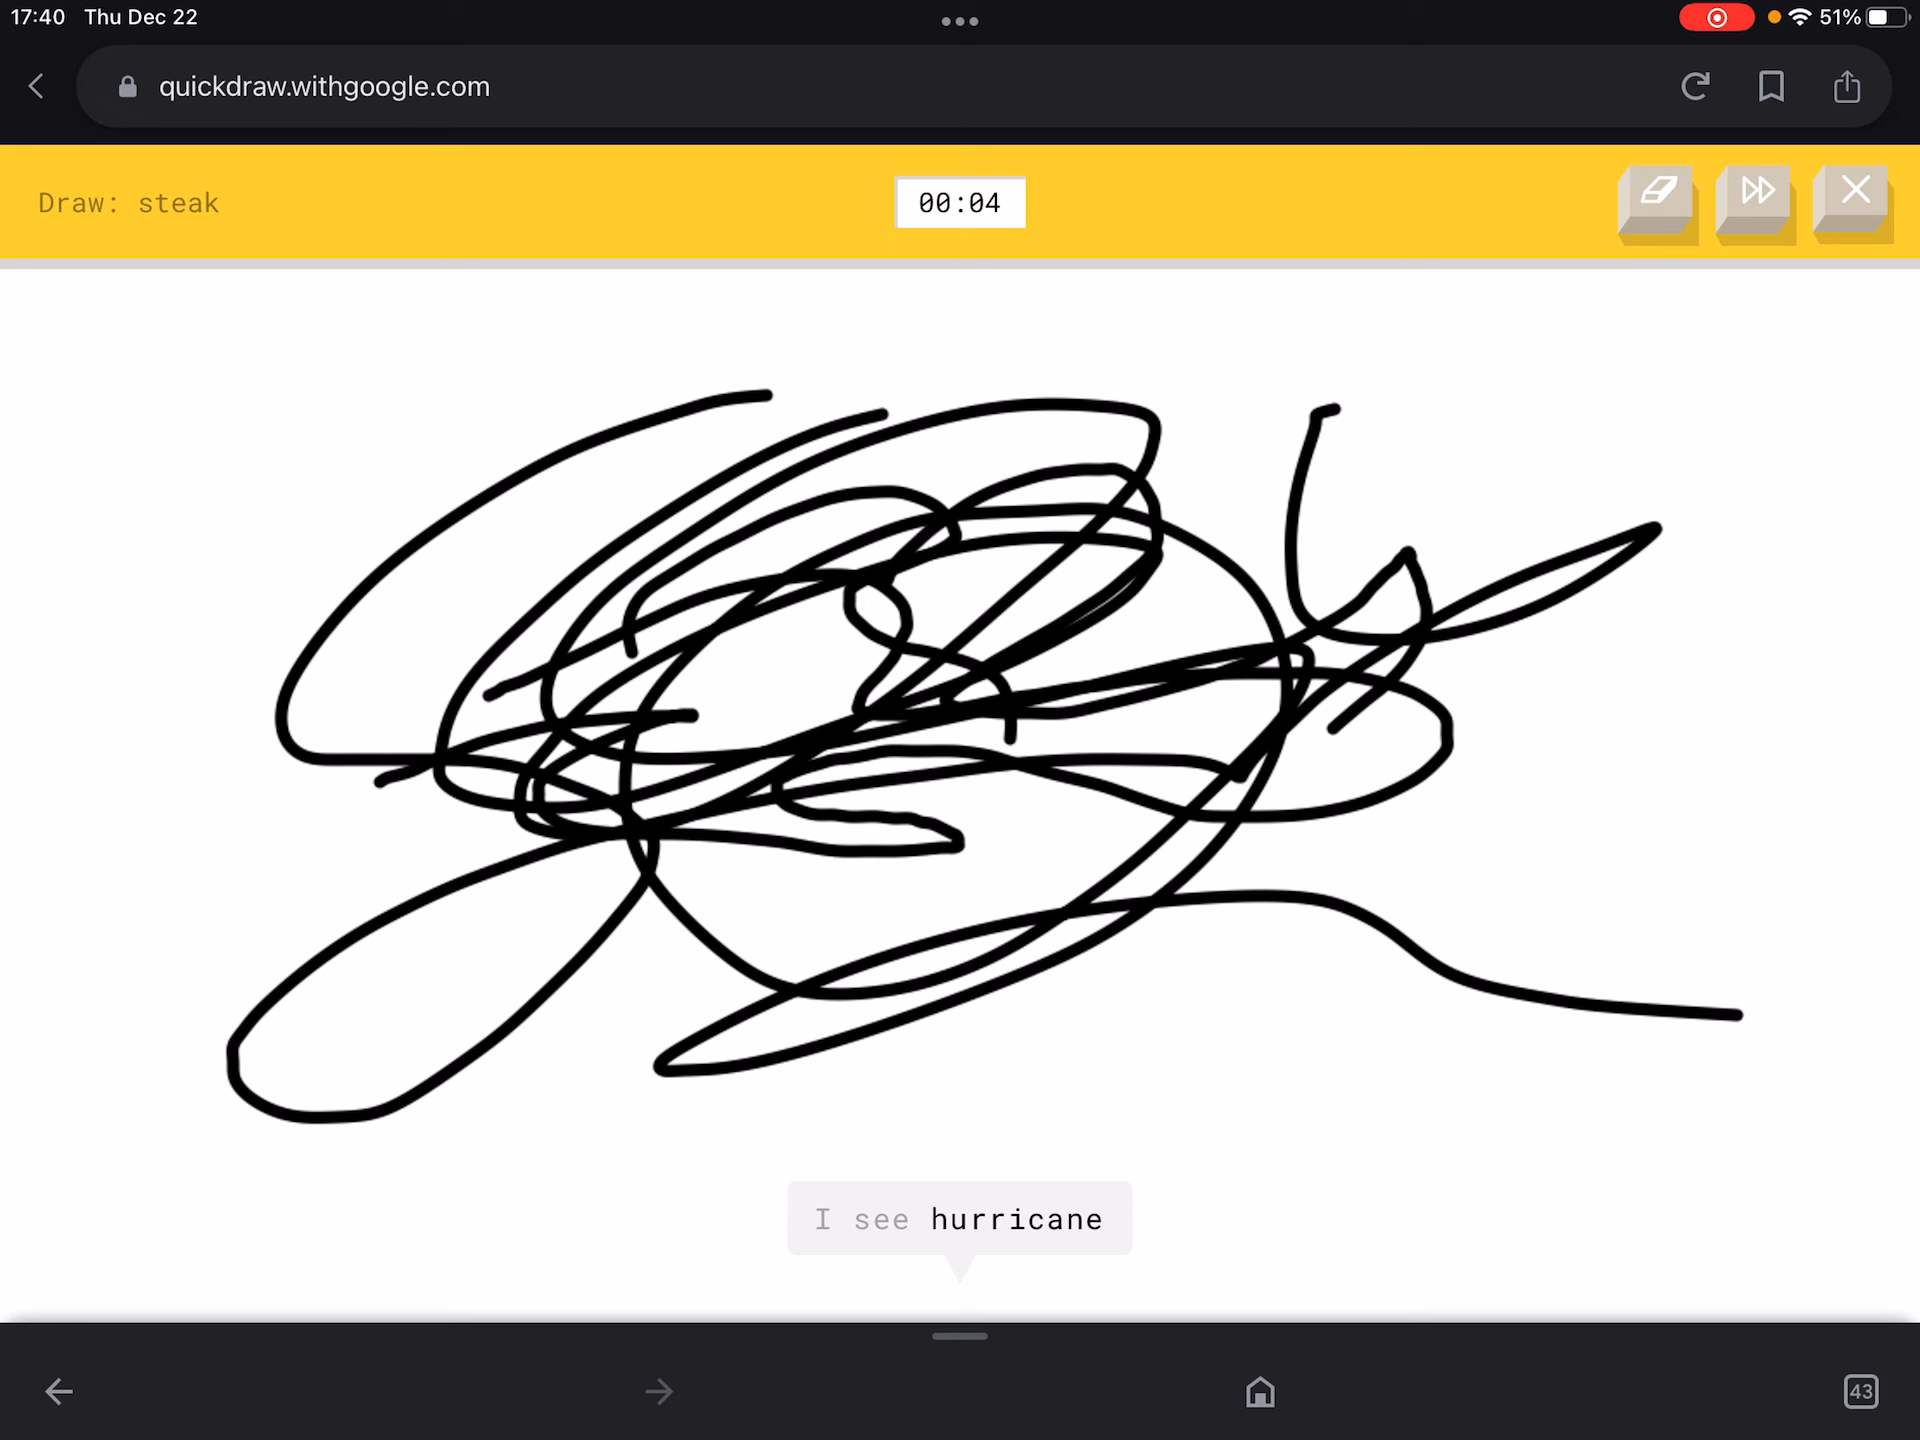 17:40 Thu Dec 22
51%
quickdraw.withgoogle.com
Draw: steak
00:04
I see hurricane
43